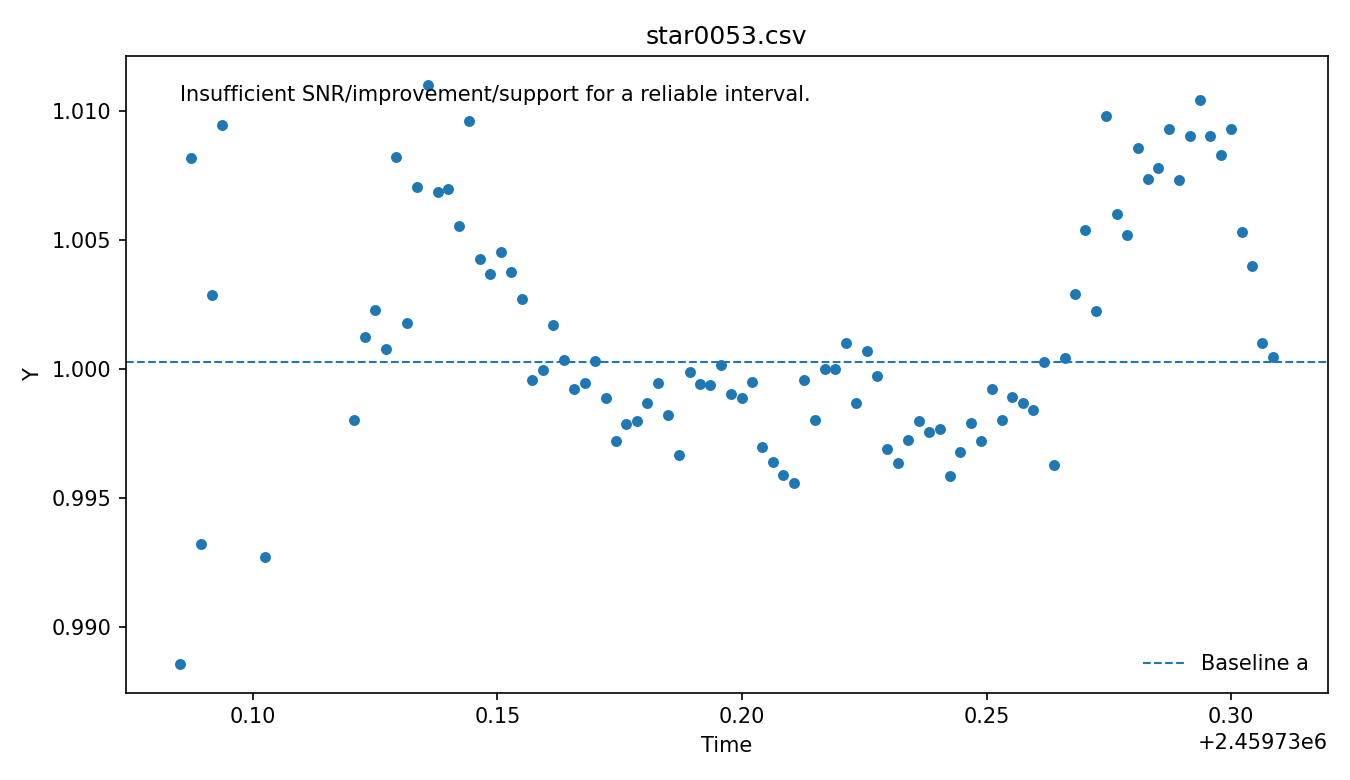 star0053.csv
Insufficient SNR/improvement/support for a reliable interval.
1.010
1.005
1.000
0.995
0.990
Y
Baseline a
0.10 0.15 0.20 0.25 0.30
Time
+2.45973e6